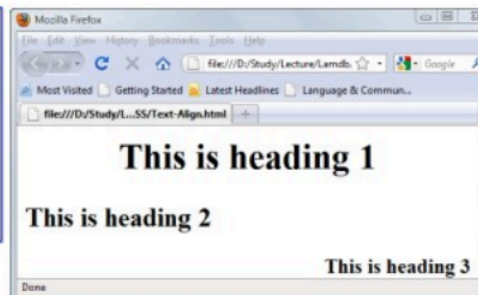 Mozilla Firefox
File Edit View History Bookmarks Tools Help
file:///D:/Study/Lecture/Lerndb, Google
Most Visited Getting Started Latest Headlines Language & Commun..
file:///D:/Study/L...SS/Text-Align.html
This is heading 1
This is heading 2
This is heading 3
Done